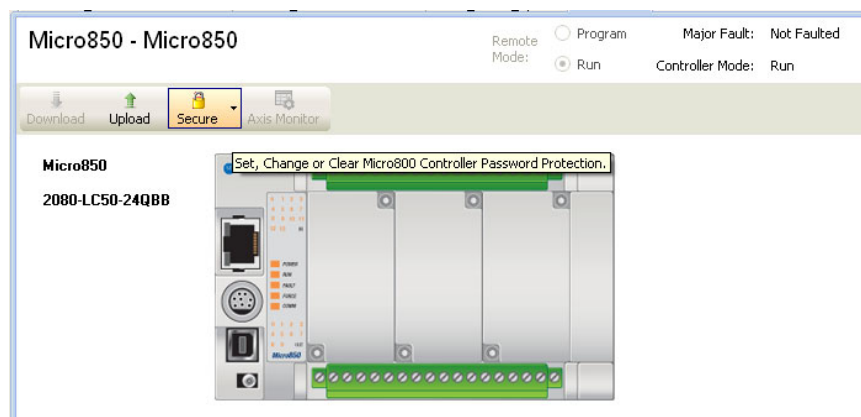 Micro850 - Micro850
Remote Mode:
Program
Run
Major Fault: Not Faulted
Controller Mode: Run
Download
Upload
Secure
Axis Monitor
Set, Change or Clear Micro800 Controller Password Protection.
Micro850
2080-LC50-24QBB
POWER
RUN
FAULT
FORCE
COMM
Micro850